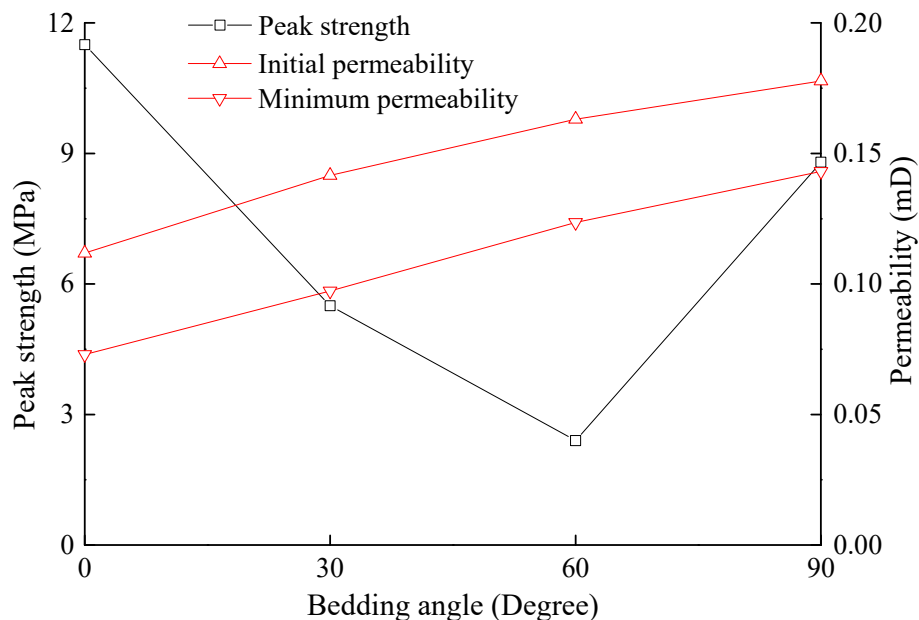 Peak strength
Initial permeability
Minimum permeability
Peak strength (MPa)
12
9
6
3
0
0.20
0.15
0.10
0.05
0.00
Permeability (mD)
0 30 60 90
Bedding angle (Degree)